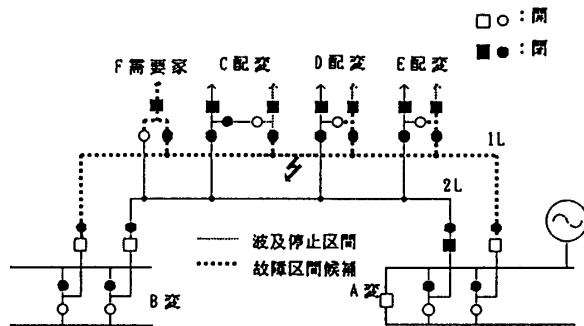 □ ○ : 開
■ ● : 閉
F需要家
C配変
D配変
E配変
1L
2L
波及停止区間
故障区間候補
B変
A変